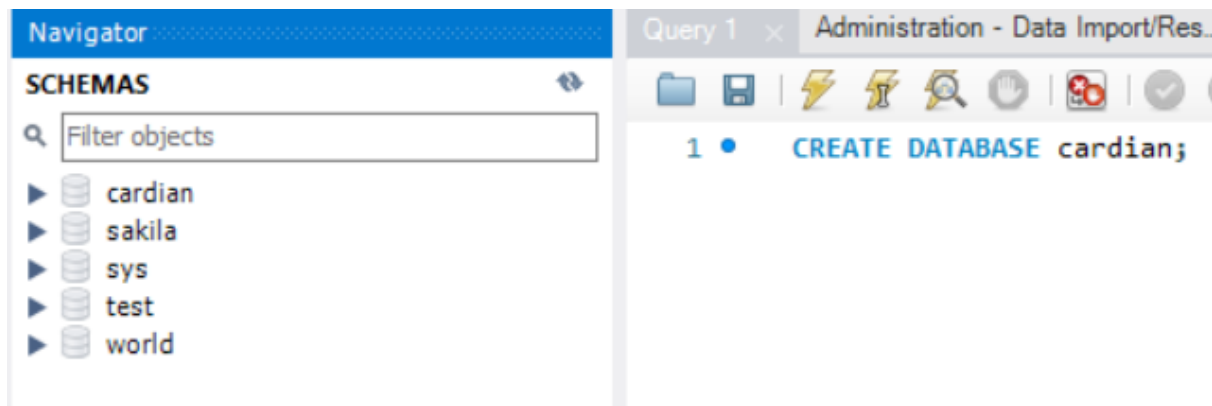 Navigator
SCHEMAS
Filter objects
cardian
sakila
sys
test
world
Query 1
Administration - Data Import/Res...
1
CREATE DATABASE cardian;